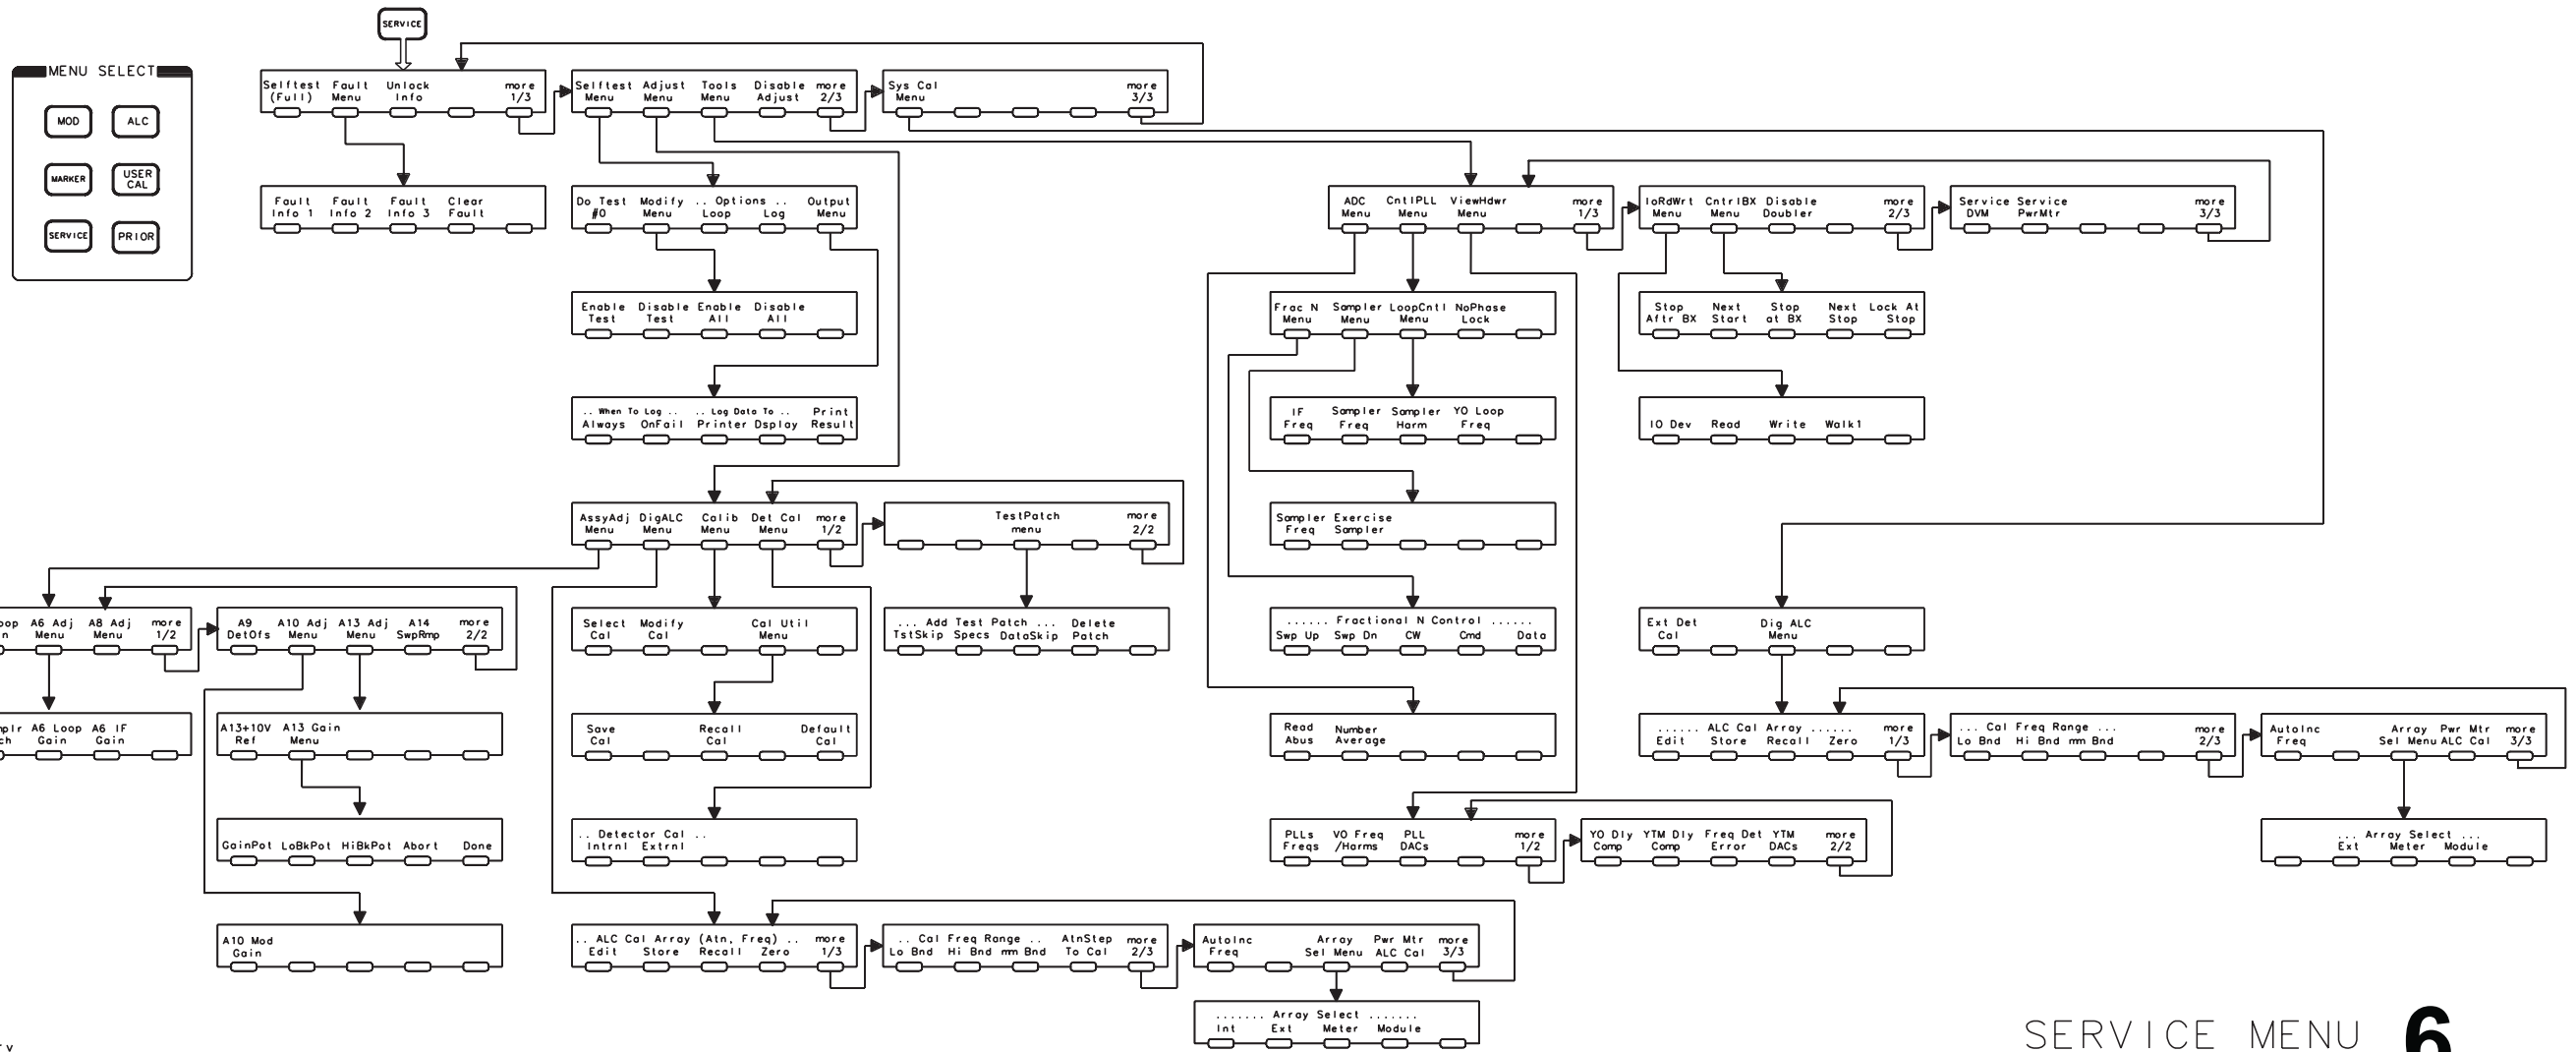 SERVICE
MENU SELECT
MOD ALC
MARKER USER CAL
SERVICE PRIOR
Selftest Fault Unlock more
(Full) Menu Info 1/3
Selftest Adjust Tools Disable more
Menu Menu Menu Adjust 2/3
Sys Cal more
Menu 3/3
Fault Fault Fault Clear
Info 1 Info 2 Info 3 Fault
Do Test Modify .. Options .. Output
#0 Menu Loop Log Menu
ADC CntlPLL ViewHdwr more
Menu Menu Menu 1/3
IoRdWrt CntrlBX Disable more
Menu Menu Doubler 2/3
Service Service more
DVM PwrMtr 3/3
Enable Disable Enable Disable
Test Test All All
Frac N Sampler LoopCntl NoPhase
Menu Menu Menu Lock
Stop Next Stop Next Lock At
Aftr BX Start at BX Stop Stop
.. When To Log .. .. Log Data To .. Print
Always OnFail Printer Dsplay Result
IF Sampler Sampler YO Loop
Freq Freq Harm Freq
IO Dev Read Write Walk1
AssyAdj DigALC Calib Det Cal more
Menu Menu Menu Menu 1/2
TestPatch more
menu 2/2
Sampler Exercise
Freq Sampler
A6 Adj A8 Adj more
Menu Menu 1/2
A9 A10 Adj A13 Adj A14 more
DetOfs Menu Menu SwpRmp 2/2
Select Modify Cal Util
Cal Cal Menu
... Add Test Patch ... Delete
TstSkip Specs DataSkip Patch
...... Fractional N Control ......
Swp Up Swp Dn CW Cmd Data
Ext Det Dig ALC
Cal Menu
A6 Loop A6 IF
Gain Gain
A13+10V A13 Gain
Ref Menu
Save Recall Default
Cal Cal Cal
Read Number
Abus Average
...... ALC Cal Array ...... more
Edit Store Recall Zero 1/3
... Cal Freq Range ... more
Lo Bnd Hi Bnd mm Bnd 2/3
AutoInc Array Pwr Mtr more
Freq Sel Menu ALC Cal 3/3
GainPot LoBkPot HiBkPot Abort Done
.. Detector Cal ..
Intrnl Extrnl
PLLs VO Freq PLL more
Freqs /Harms DACs 1/2
YO Dly YTM Dly Freq Det YTM more
Comp Comp Error DACs 2/2
... Array Select ...
Ext Meter Module
A10 Mod
Gain
.. ALC Cal Array (Atn, Freq) .. more
Edit Store Recall Zero 1/3
.. Cal Freq Range .. AtnStep more
Lo Bnd Hi Bnd mm Bnd To Cal 2/3
AutoInc Array Pwr Mtr more
Freq Sel Menu ALC Cal 3/3
....... Array Select .......
Int Ext Meter Module
SERVICE MENU 6